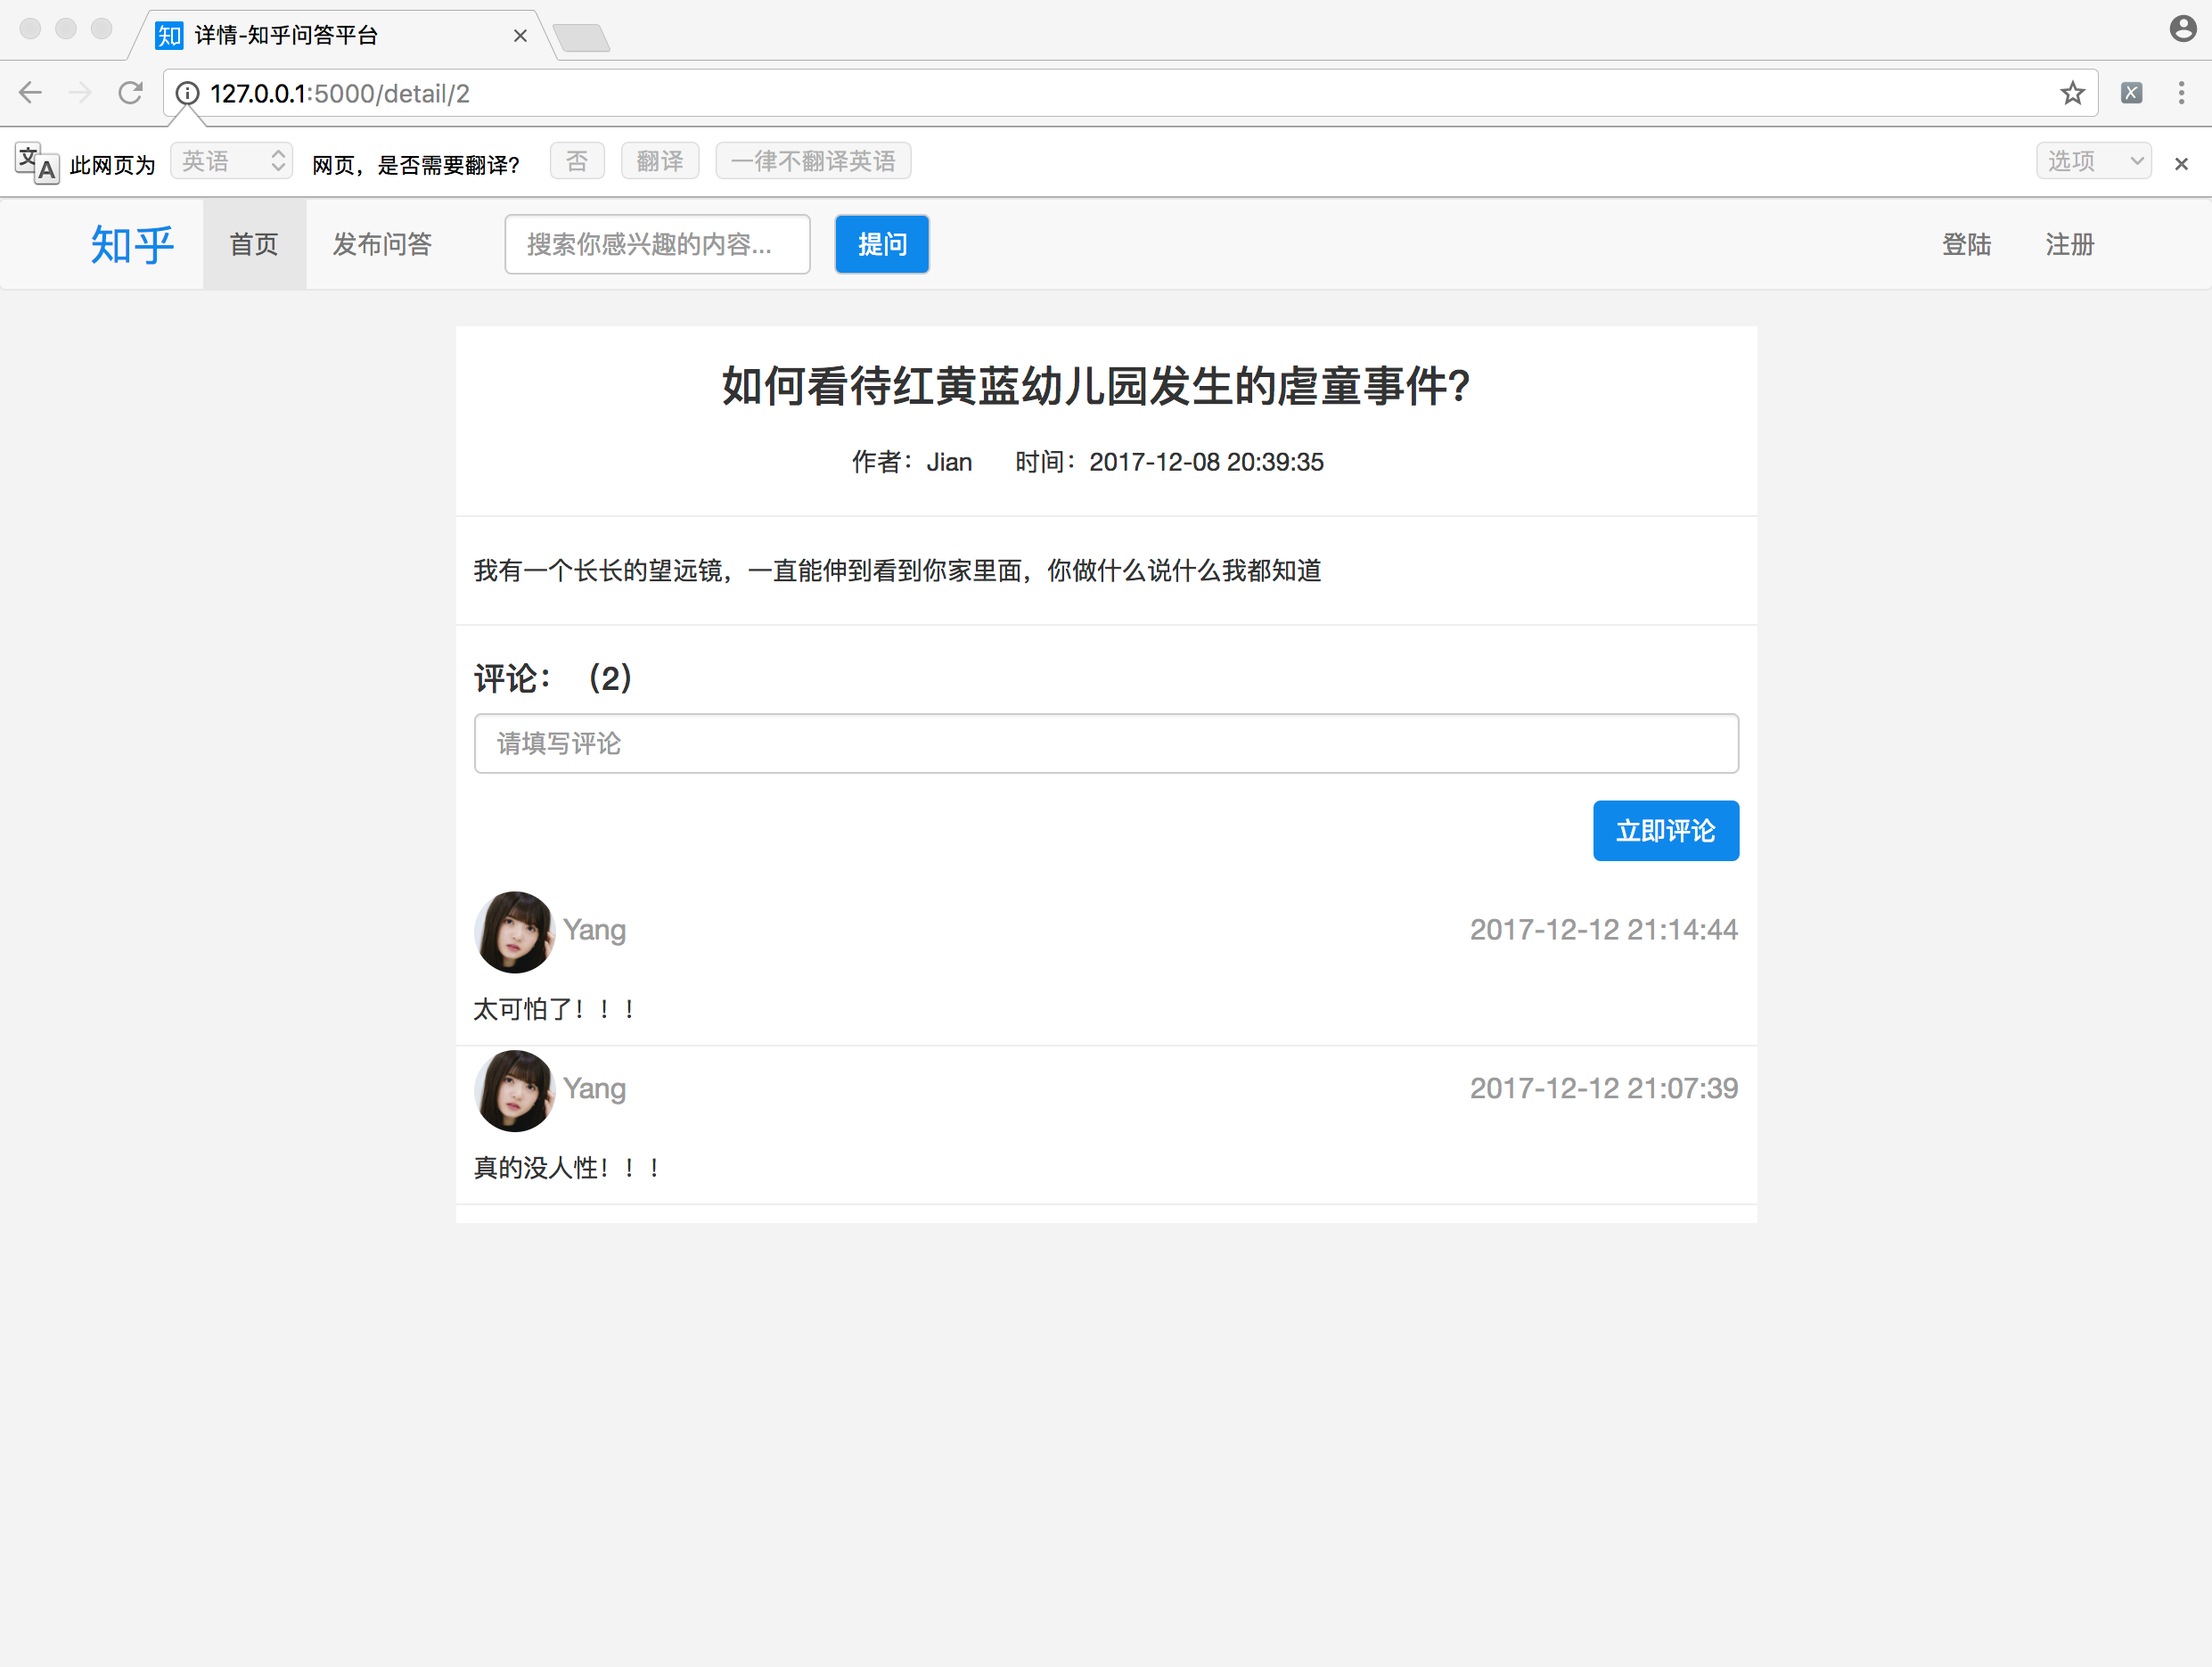 知 详情-知乎问答平台
127.0.0.1:5000/detail/2
文A 此网页为 英语 网页，是否需要翻译？ 否 翻译 一律不翻译英语 选项
知乎 首页 发布问答 搜索你感兴趣的内容... 提问 登陆 注册
如何看待红黄蓝幼儿园发生的虐童事件?
作者：Jian 时间：2017-12-08 20:39:35
我有一个长长的望远镜，一直能伸到看到你家里面，你做什么说什么我都知道
评论：（2）
请填写评论
立即评论
Yang 2017-12-12 21:14:44
太可怕了！！！
Yang 2017-12-12 21:07:39
真的没人性！！！